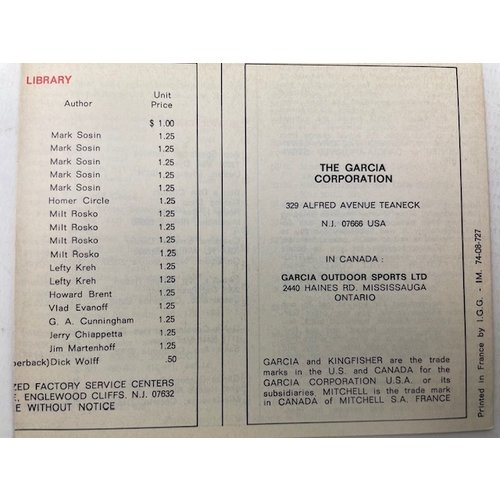 LIBRARY
Author Unit Price
$ 1.00
Mark Sosin 1.25
Mark Sosin 1.25
Mark Sosin 1.25
Mark Sosin 1.25
Mark Sosin 1.25
Homer Circle 1.25
Milt Rosko 1.25
Milt Rosko 1.25
Milt Rosko 1.25
Milt Rosko 1.25
Lefty Kreh 1.25
Lefty Kreh 1.25
Howard Brent 1.25
Vlad Evanoff 1.25
G. A. Cunningham 1.25
Jerry Chiappetta 1.25
Jim Martenhoff 1.25
perback) Dick Wolff .50
ZED FACTORY SERVICE CENTERS
E, ENGLEWOOD CLIFFS. N.J. 07632
E WITHOUT NOTICE
THE GARCIA
CORPORATION
329 ALFRED AVENUE TEANECK
N.J. 07666 USA
IN CANADA :
GARCIA OUTDOOR SPORTS LTD
2440 HAINES RD. MISSISSAUGA
ONTARIO
GARCIA and KINGFISHER are the trade
marks in the U.S. and CANADA for the
GARCIA CORPORATION U.S.A. or its
subsidiaries. MITCHELL is the trade mark
in CANADA of MITCHELL S.A. FRANCE
Printed in France by I.G.G. - IM. 74-08-727